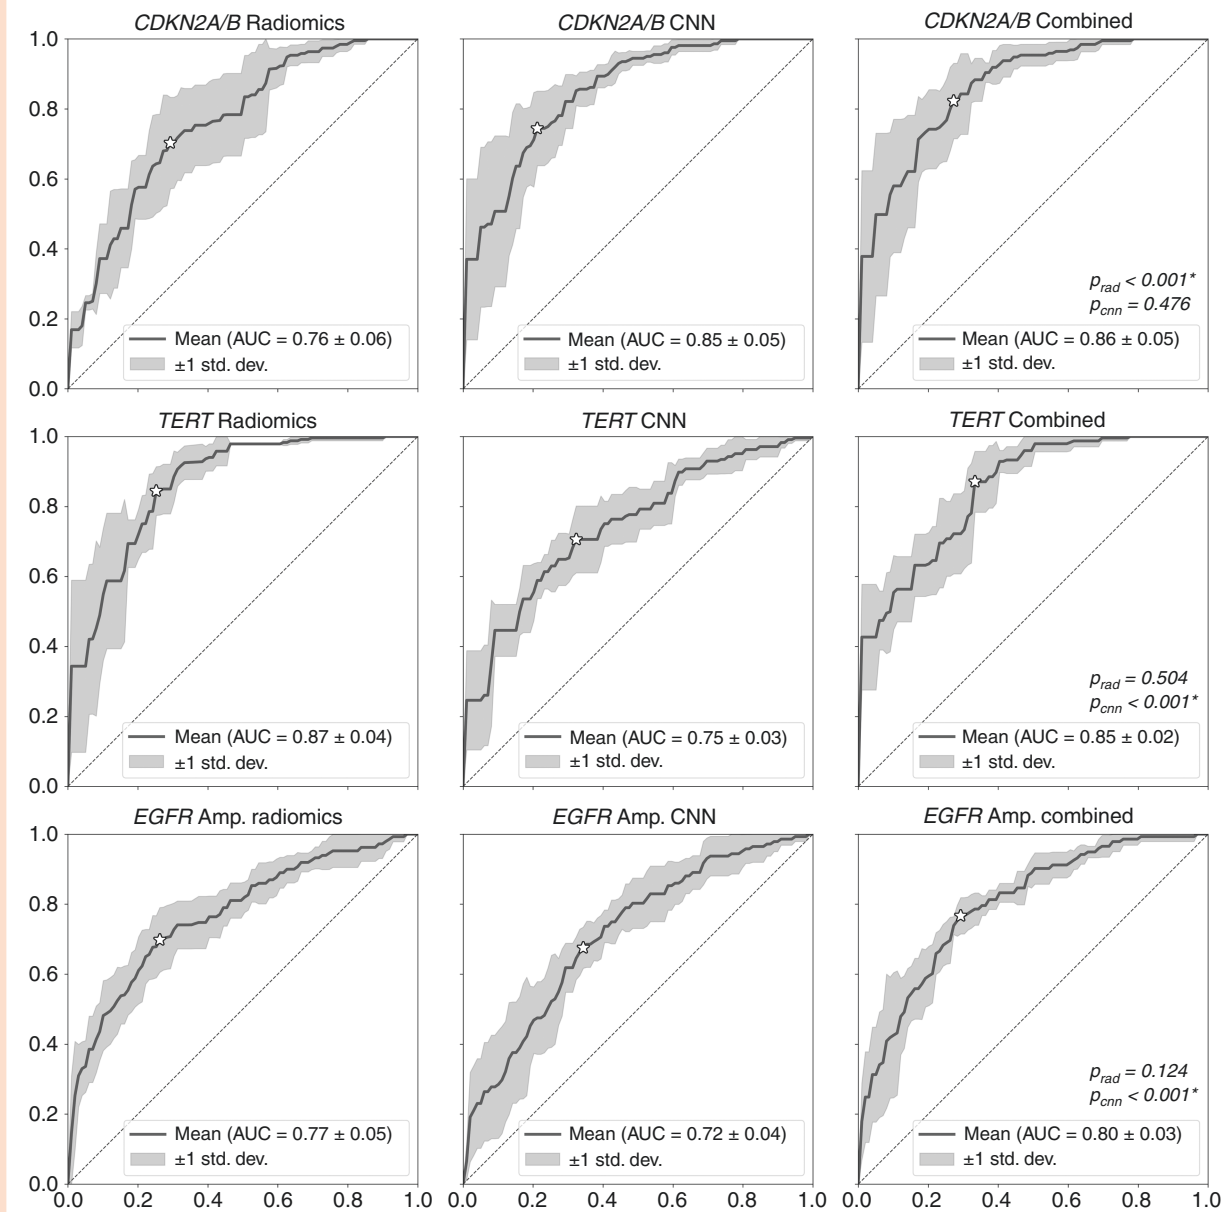 CDKN2A/B Radiomics
CDKN2A/B CNN
CDKN2A/B Combined
1.0
0.8
0.6
0.4
0.2
0.0
Mean (AUC = 0.76 ± 0.06)
±1 std. dev.
Mean (AUC = 0.85 ± 0.05)
±1 std. dev.
prad < 0.001*
pcnn = 0.476
Mean (AUC = 0.86 ± 0.05)
±1 std. dev.
TERT Radiomics
TERT CNN
TERT Combined
1.0
0.8
0.6
0.4
0.2
0.0
Mean (AUC = 0.87 ± 0.04)
±1 std. dev.
Mean (AUC = 0.75 ± 0.03)
±1 std. dev.
prad = 0.504
pcnn < 0.001*
Mean (AUC = 0.85 ± 0.02)
±1 std. dev.
EGFR Amp. radiomics
EGFR Amp. CNN
EGFR Amp. combined
1.0
0.8
0.6
0.4
0.2
0.0
Mean (AUC = 0.77 ± 0.05)
±1 std. dev.
Mean (AUC = 0.72 ± 0.04)
±1 std. dev.
prad = 0.124
pcnn < 0.001*
Mean (AUC = 0.80 ± 0.03)
±1 std. dev.
0.0 0.2 0.4 0.6 0.8 1.0
0.0 0.2 0.4 0.6 0.8 1.0
0.0 0.2 0.4 0.6 0.8 1.0